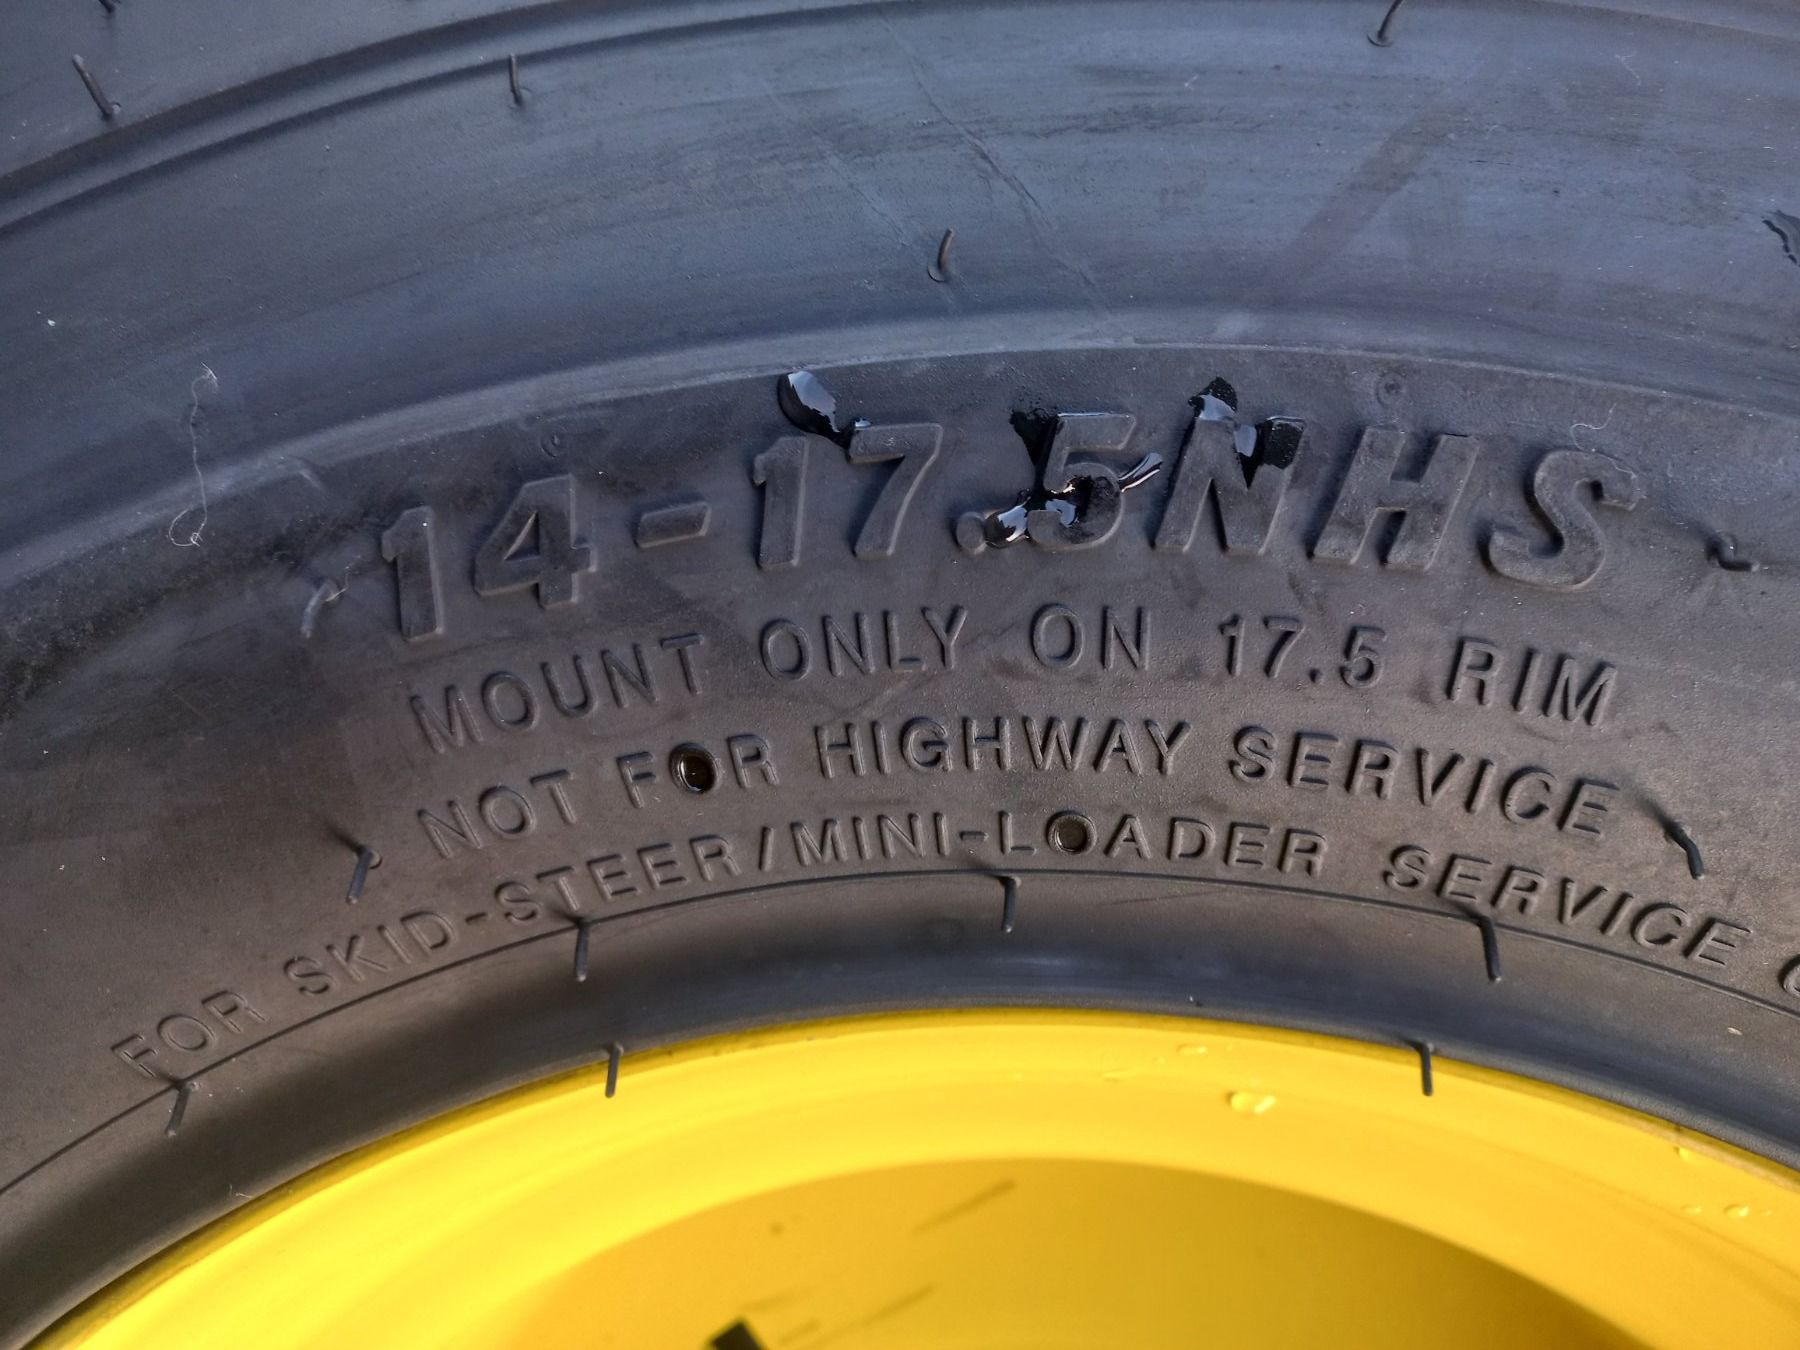 14-17.5NHS
MOUNT ONLY ON 17.5 RIM
NOT FOR HIGHWAY SERVICE
FOR SKID-STEER/MINI-LOADER SERVICE